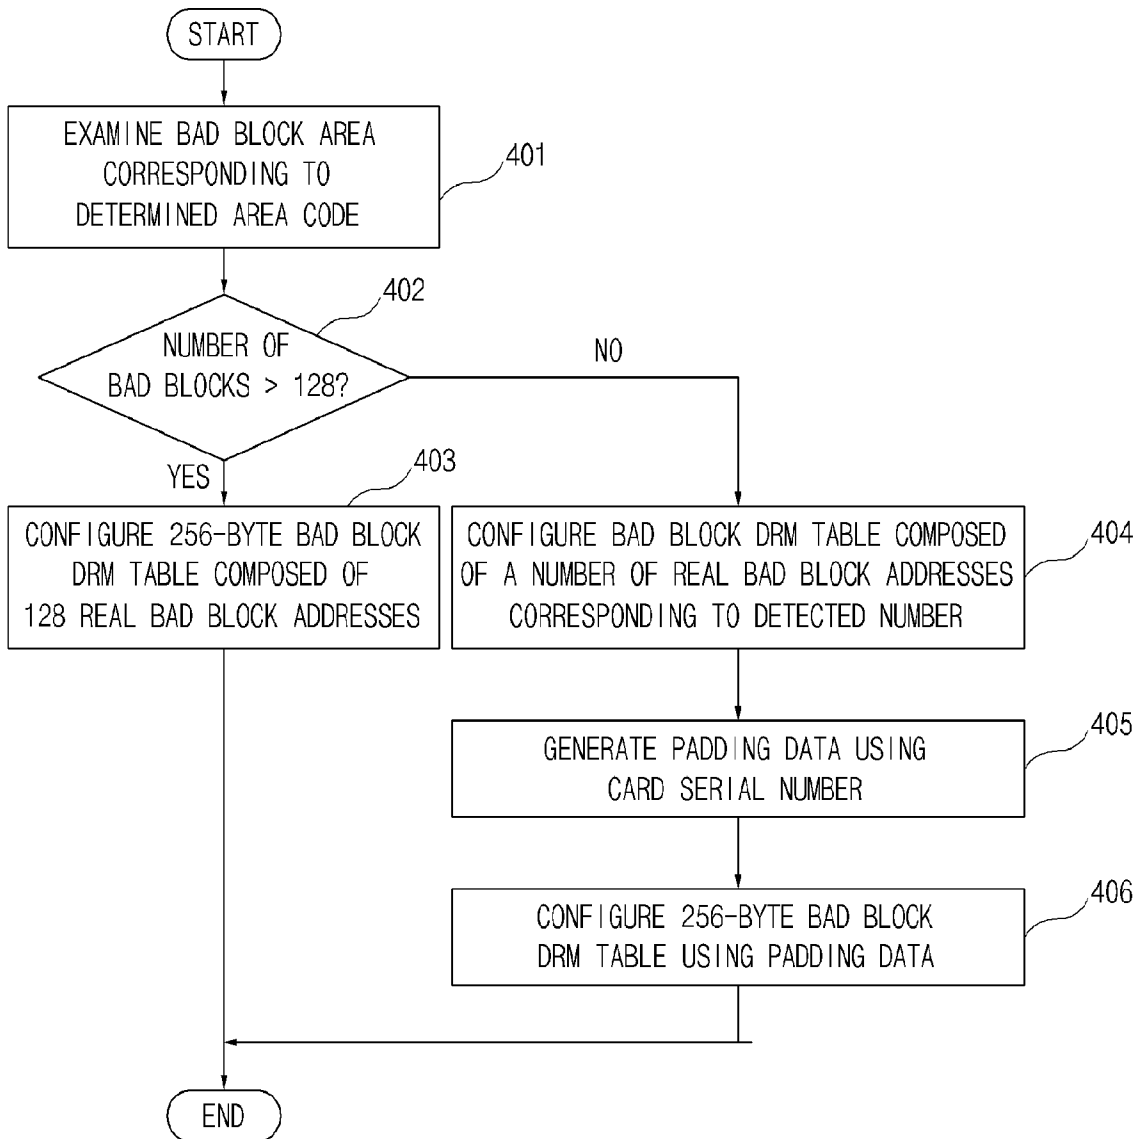 START
EXAMINE BAD BLOCK AREA
CORRESPONDING TO
DETERMINED AREA CODE
401
402
NUMBER OF
BAD BLOCKS > 128?
NO
YES
403
CONFIGURE 256-BYTE BAD BLOCK
DRM TABLE COMPOSED OF
128 REAL BAD BLOCK ADDRESSES
CONFIGURE BAD BLOCK DRM TABLE COMPOSED
OF A NUMBER OF REAL BAD BLOCK ADDRESSES
CORRESPONDING TO DETECTED NUMBER
404
GENERATE PADDING DATA USING
CARD SERIAL NUMBER
405
CONFIGURE 256-BYTE BAD BLOCK
DRM TABLE USING PADDING DATA
406
END